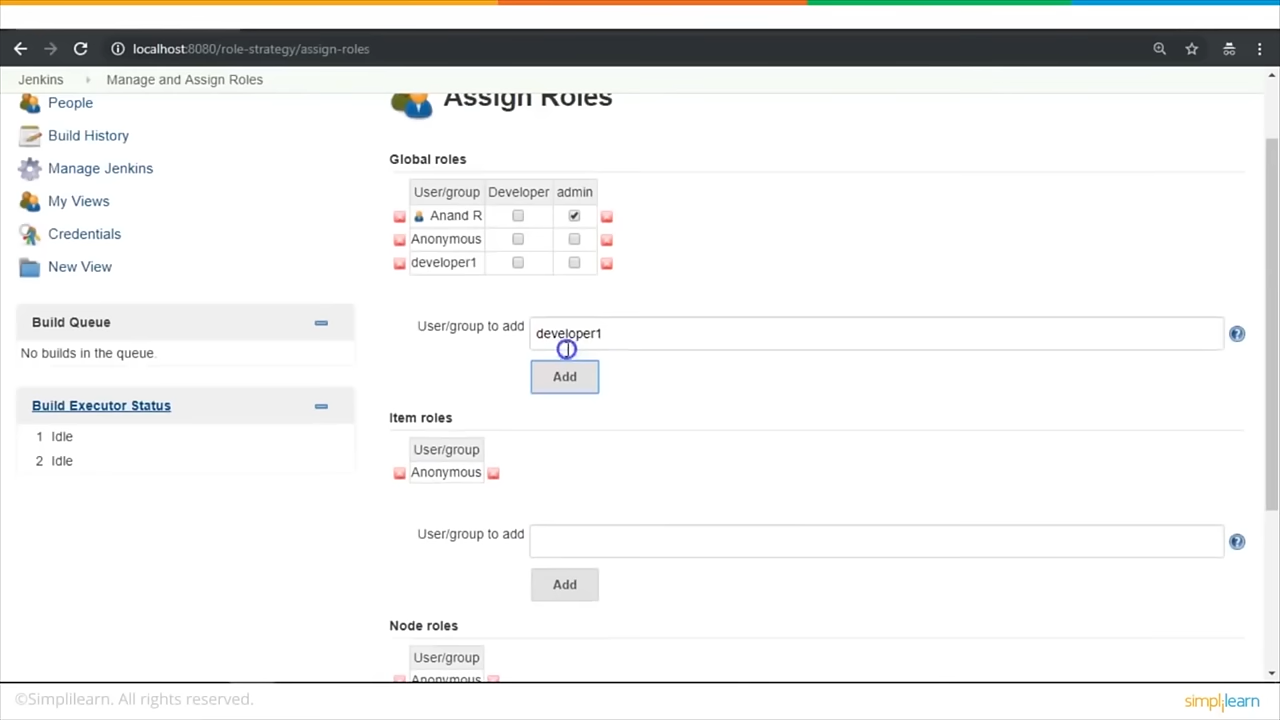 localhost:8080/role-strategy/assign-roles
Jenkins Manage and Assign Roles
People
Build History
Manage Jenkins
My Views
Credentials
New View
Build Queue
No builds in the queue.
Build Executor Status
1 Idle
2 Idle
Assign Roles
Global roles
User/group Developer admin
Anand R
Anonymous
developer1
User/group to add developer1
Add
Item roles
User/group
Anonymous
User/group to add
Add
Node roles
User/group
Anonymous
©Simplilearn. All rights reserved.
simplilearn